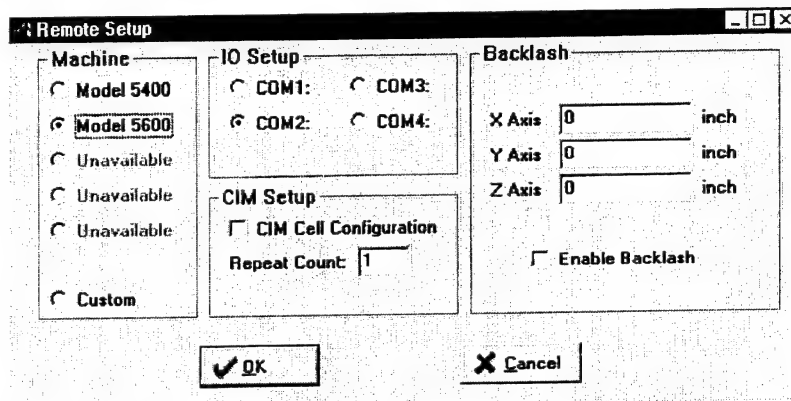 Remote Setup
Machine
Model 5400
Model 5600
Unavailable
Unavailable
Unavailable
Custom
IO Setup
COM1: COM3:
COM2: COM4:
CIM Setup
CIM Cell Configuration
Repeat Count: 1
Backlash
X Axis 0 inch
Y Axis 0 inch
Z Axis 0 inch
Enable Backlash
OK
Cancel